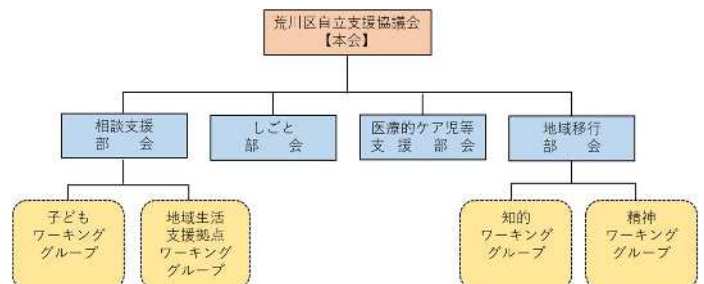 荒川区自立支援協議会
【本会】
相談支援
部　会
しごと
部　会
医療的ケア児等
支　援　部　会
地域移行
部　会
子ども
ワーキング
グループ
地域生活
支援拠点
ワーキング
グループ
知的
ワーキング
グループ
精神
ワーキング
グループ